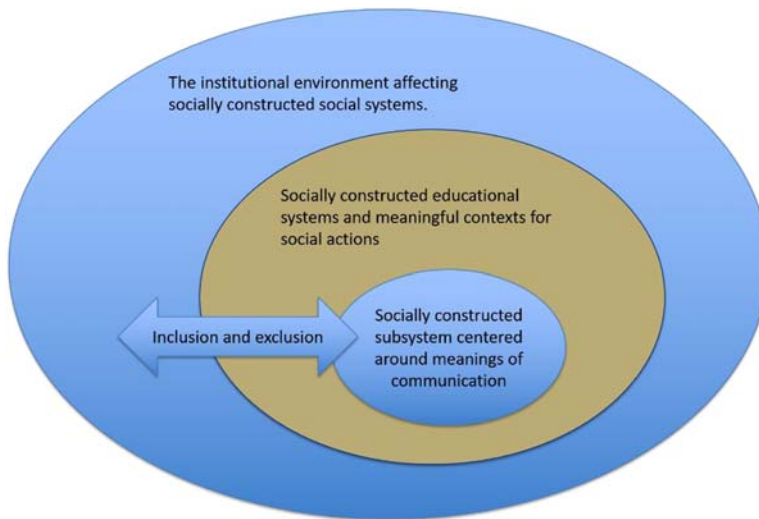 The institutional environment affecting
socially constructed social systems.
Socially constructed educational
systems and meaningful contexts for
social actions
Inclusion and exclusion
Socially constructed
subsystem centered
around meanings of
communication